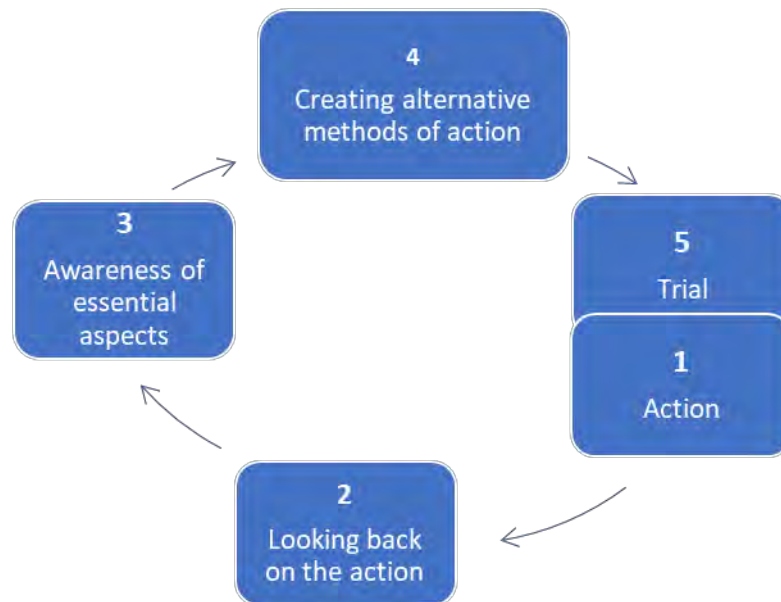 4
Creating alternative
methods of action
3
Awareness of
essential
aspects
5
Trial
1
Action
2
Looking back
on the action